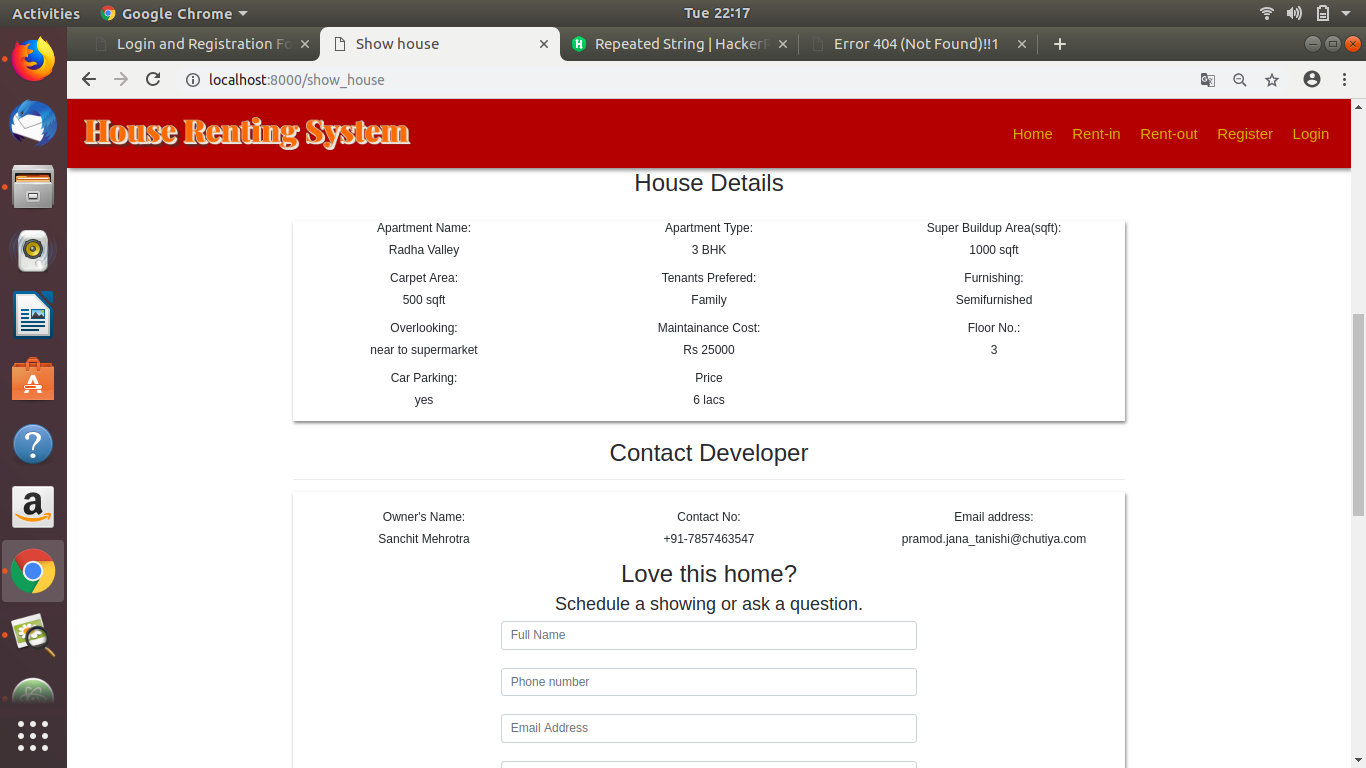 Activities Google Chrome Tue 22:17
Login and Registration Fo Show house Repeated String | HackerR Error 404 (Not Found)!!1
localhost:8000/show_house
House Renting System Home Rent-in Rent-out Register Login
House Details
Apartment Name: Apartment Type: Super Buildup Area(sqft):
Radha Valley 3 BHK 1000 sqft
Carpet Area: Tenants Prefered: Furnishing:
500 sqft Family Semifurnished
Overlooking: Maintainance Cost: Floor No.:
near to supermarket Rs 25000 3
Car Parking: Price
yes 6 lacs
Contact Developer
Owner's Name: Contact No: Email address:
Sanchit Mehrotra +91-7857463547 pramod.jana_tanishi@chutiya.com
Love this home?
Schedule a showing or ask a question.
Full Name
Phone number
Email Address